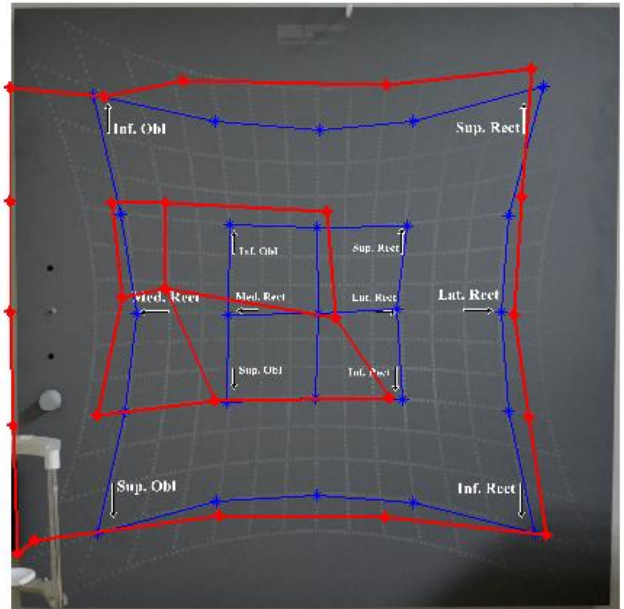 Inf. Obl
Sup. Rect
Inf. Obl
Sup. Rect
Med. Rect
Med. Rect
Lat. Rect
Lat. Rect
Sup. Obl
Inf. Rect
Sup. Obl
Inf. Rect